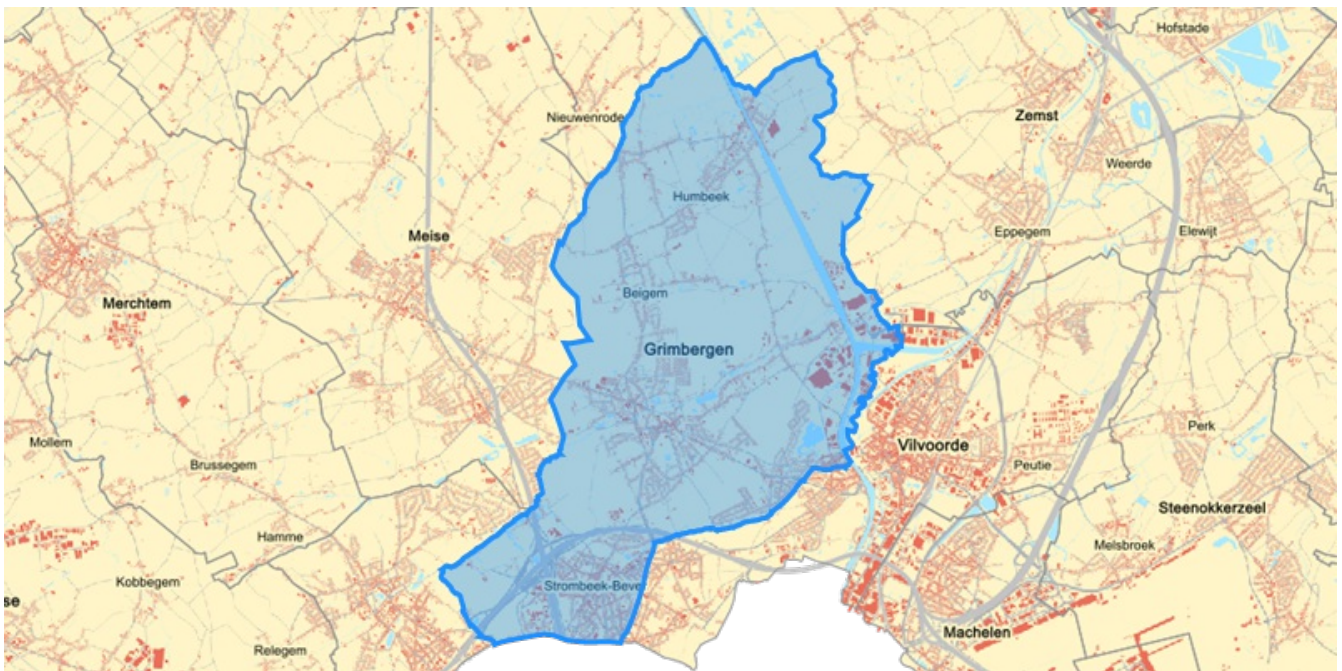 Hofstade
Nieuwenrode
Zemst
Weerde
Humbeek
Eppegem
Elewijt
Meise
Beigem
Merchtem
Grimbergen
Mollem
Brussegem
Vilvoorde
Perk
Peutie
Steenokkerzeel
Hamme
Melsbroek
Kobbegem
Strombeek-Beve
se
Relegem
Machelen